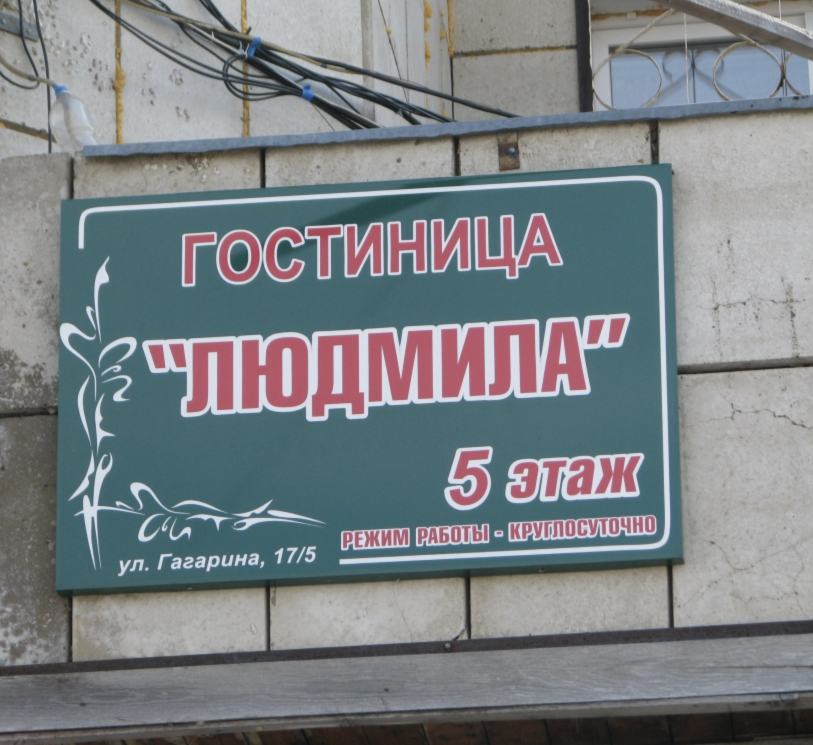 ГОСТИНИЦА
"ЛЮДМИЛА"
5 этаж
РЕЖИМ РАБОТЫ - КРУГЛОСУТОЧНО
ул. Гагарина, 17/5